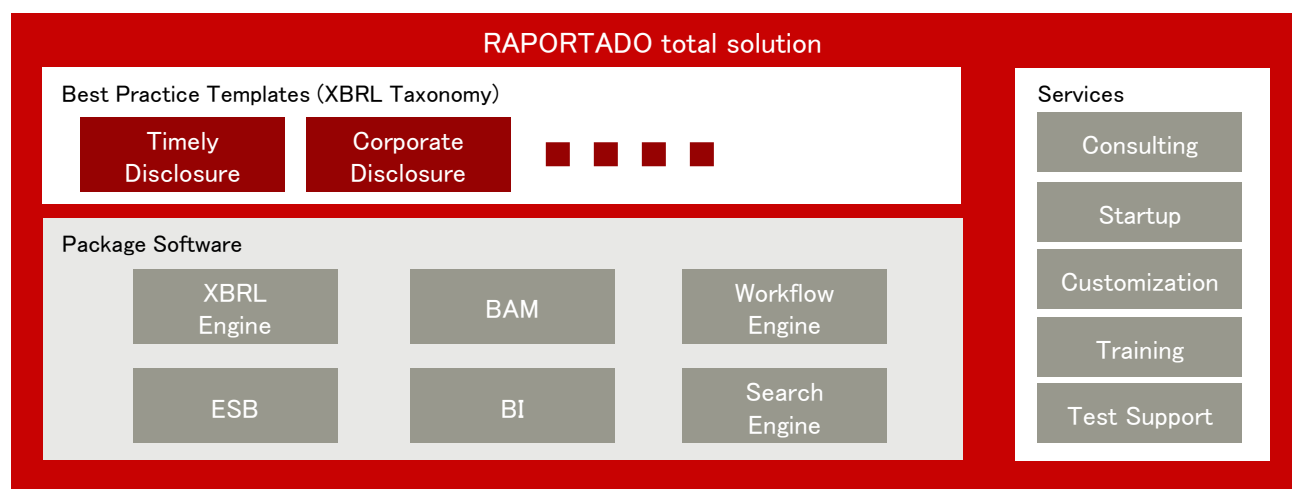 RAPORTADO total solution
Best Practice Templates (XBRL Taxonomy)
Timely
Disclosure
Corporate
Disclosure
Package Software
XBRL
Engine
BAM
Workflow
Engine
ESB
BI
Search
Engine
Services
Consulting
Startup
Customization
Training
Test Support